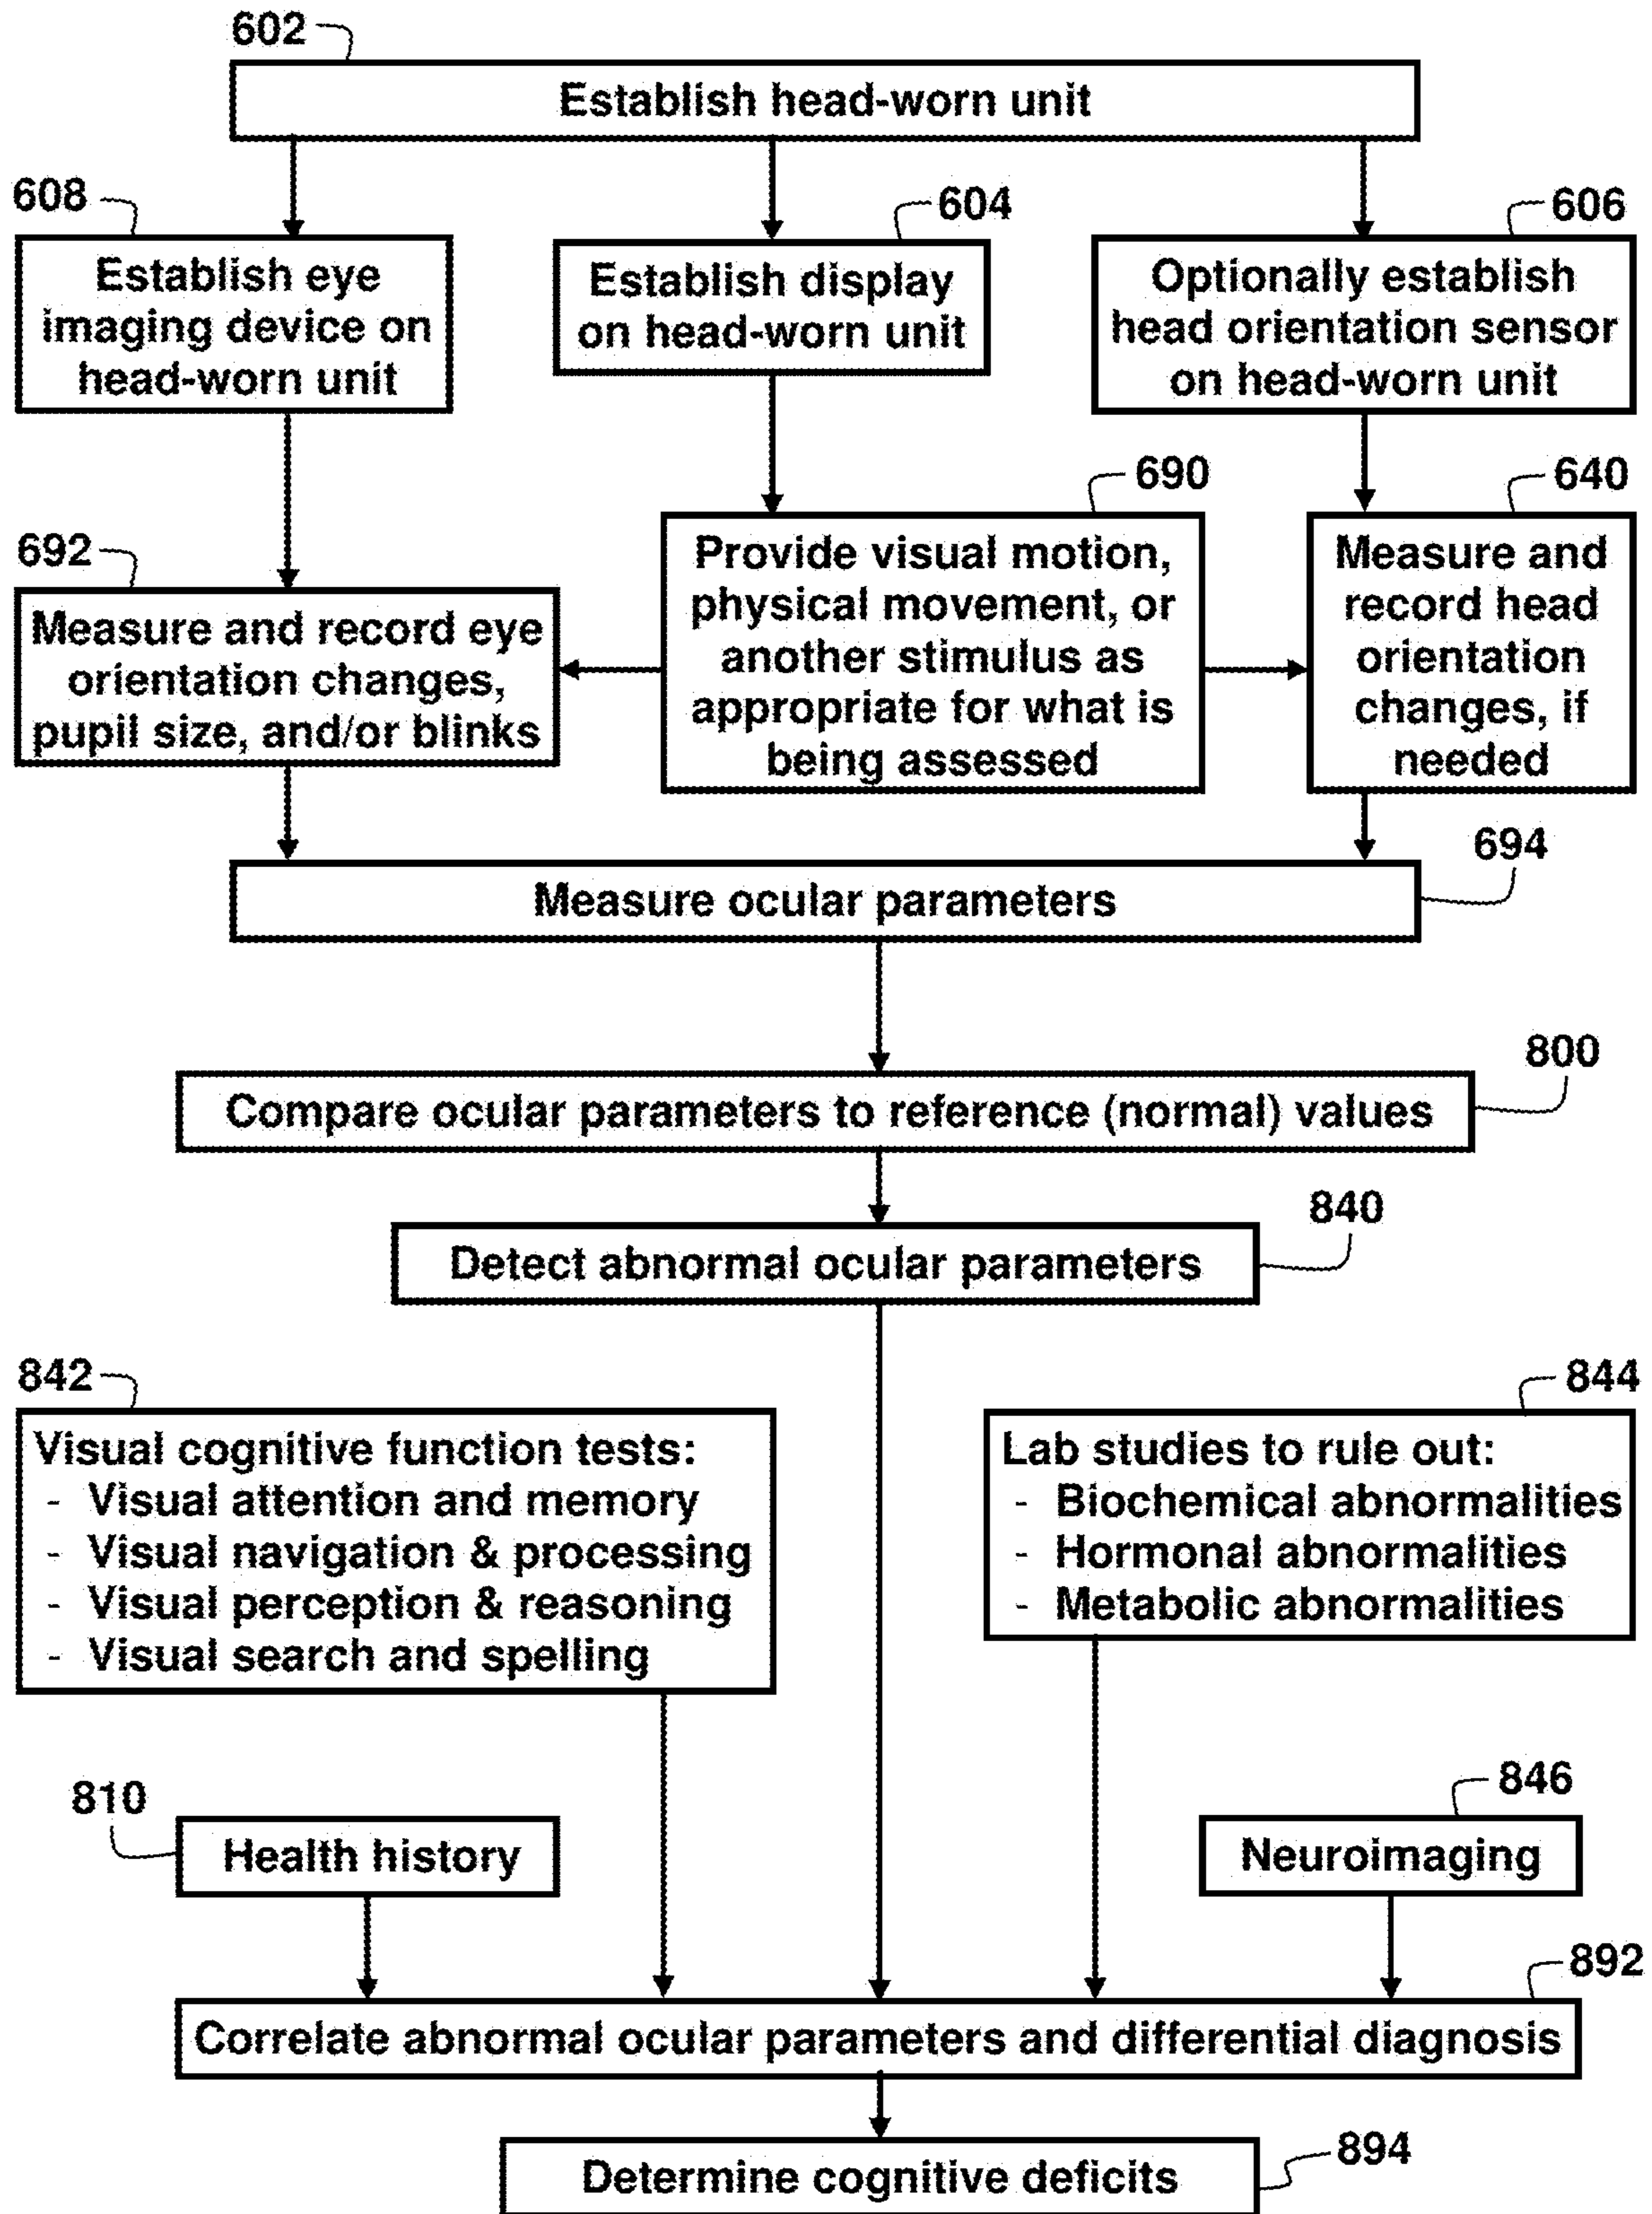 602
Establish head-worn unit
608
604
606
Establish eye
imaging device on
head-worn unit
Establish display
on head-worn unit
Optionally establish
head orientation sensor
on head-worn unit
692
690
640
Measure and record eye
orientation changes,
pupil size, and/or blinks
Provide visual motion,
physical movement, or
another stimulus as
appropriate for what is
being assessed
Measure and
record head
orientation
changes, if
needed
694
Measure ocular parameters
800
Compare ocular parameters to reference (normal) values
840
Detect abnormal ocular parameters
842
844
Visual cognitive function tests:
- Visual attention and memory
- Visual navigation & processing
- Visual perception & reasoning
- Visual search and spelling
Lab studies to rule out:
- Biochemical abnormalities
- Hormonal abnormalities
- Metabolic abnormalities
810
846
Health history
Neuroimaging
892
Correlate abnormal ocular parameters and differential diagnosis
894
Determine cognitive deficits